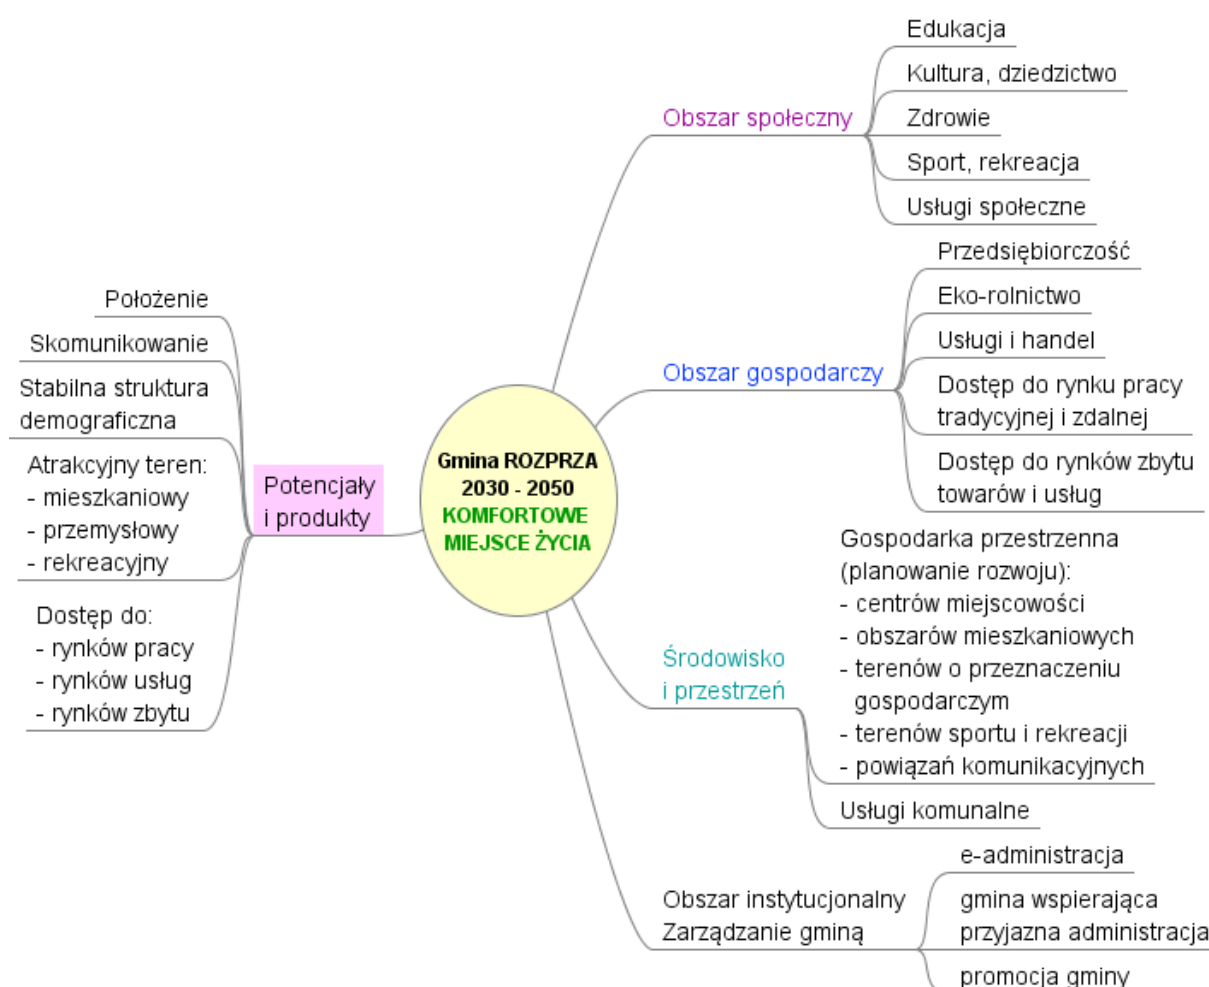 Gmina ROZPRZA
2030 - 2050
KOMFORTOWE
MIEJSCE ŻYCIA
Obszar społeczny
Edukacja
Kultura, dziedzictwo
Zdrowie
Sport, rekreacja
Usługi społeczne
Obszar gospodarczy
Przedsiębiorczość
Eko-rolnictwo
Usługi i handel
Dostęp do rynku pracy
tradycyjnej i zdalnej
Dostęp do rynków zbytu
towarów i usług
Środowisko
i przestrzeń
Gospodarka przestrzenna
(planowanie rozwoju):
- centrów miejscowości
- obszarów mieszkaniowych
- terenów o przeznaczeniu
gospodarczym
- terenów sportu i rekreacji
- powiązań komunikacyjnych
Usługi komunalne
Obszar instytucjonalny
Zarządzanie gminą
e-administracja
gmina wspierająca
przyjazna administracja
promocja gminy
Potencjały
i produkty
Położenie
Skomunikowanie
Stabilna struktura
demograficzna
Atrakcyjny teren:
- mieszkaniowy
- przemysłowy
- rekreacyjny
Dostęp do:
- rynków pracy
- rynków usług
- rynków zbytu